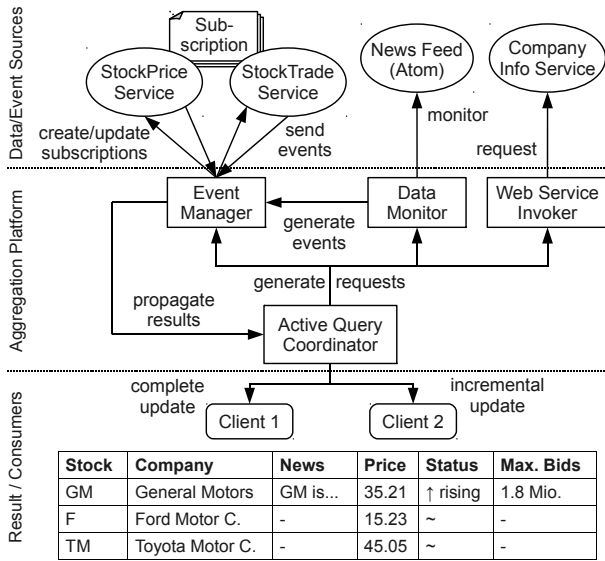 Data/Event Sources
Sub-
scription
StockPrice
Service
StockTrade
Service
News Feed
(Atom)
Company
Info Service
create/update
subscriptions
send
events
monitor
request
Aggregation Platform
Event
Manager
Data
Monitor
Web Service
Invoker
generate
events
generate requests
propagate
results
Active Query
Coordinator
Result / Consumers
complete
update
incremental
update
Client 1
Client 2
Stock Company News Price Status Max. Bids
GM General Motors GM is... 35.21 ↑ rising 1.8 Mio.
F Ford Motor C. - 15.23 ~ -
TM Toyota Motor C. - 45.05 ~ -